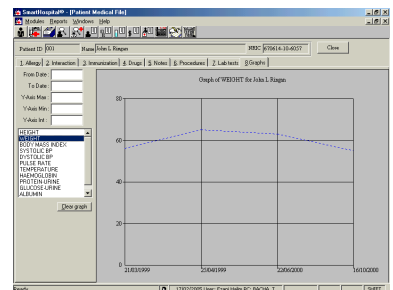 SmartHospital® - [Patient Medical File]
Modules Reports Windows Help
Patient ID 001 Name John L Ringan NRIC 670614-10-6057 Close
1. Allergy 2. Interaction 3. Immunization 4. Drugs 5. Notes 6. Procedures 7. Lab tests 8. Graphs
From Date :
To Date :
Y-Axis Max :
Y-Axis Min :
Y-Axis Int :
HEIGHT
WEIGHT
BODY MASS INDEX
SYSTOLIC BP
DYSTOLIC BP
PULSE RATE
TEMPERATURE
HAEMOGLOBIN
PROTEIN-URINE
GLUCOSE-URINE
ALBUMIN
Clear graph
Graph of WEIGHT for John L Ringan
80
60
40
20
0
21/03/1999 23/04/1999 22/06/2000 16/10/2000
Ready